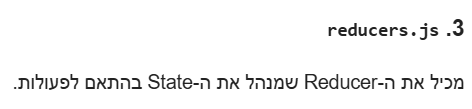 3. reducers.js
מכיל את ה-Reducer שמנהל את ה-State בהתאם לפעולות.